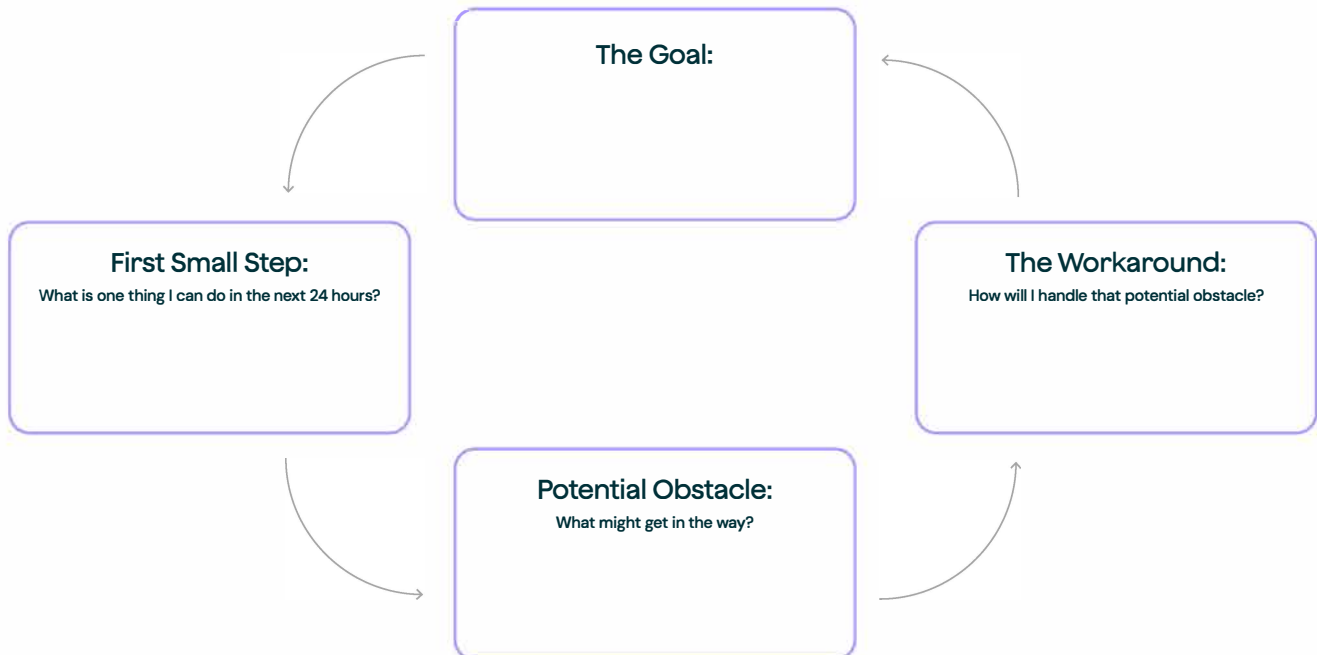 The Goal:
First Small Step:
What is one thing I can do in the next 24 hours?
Potential Obstacle:
What might get in the way?
The Workaround:
How will I handle that potential obstacle?